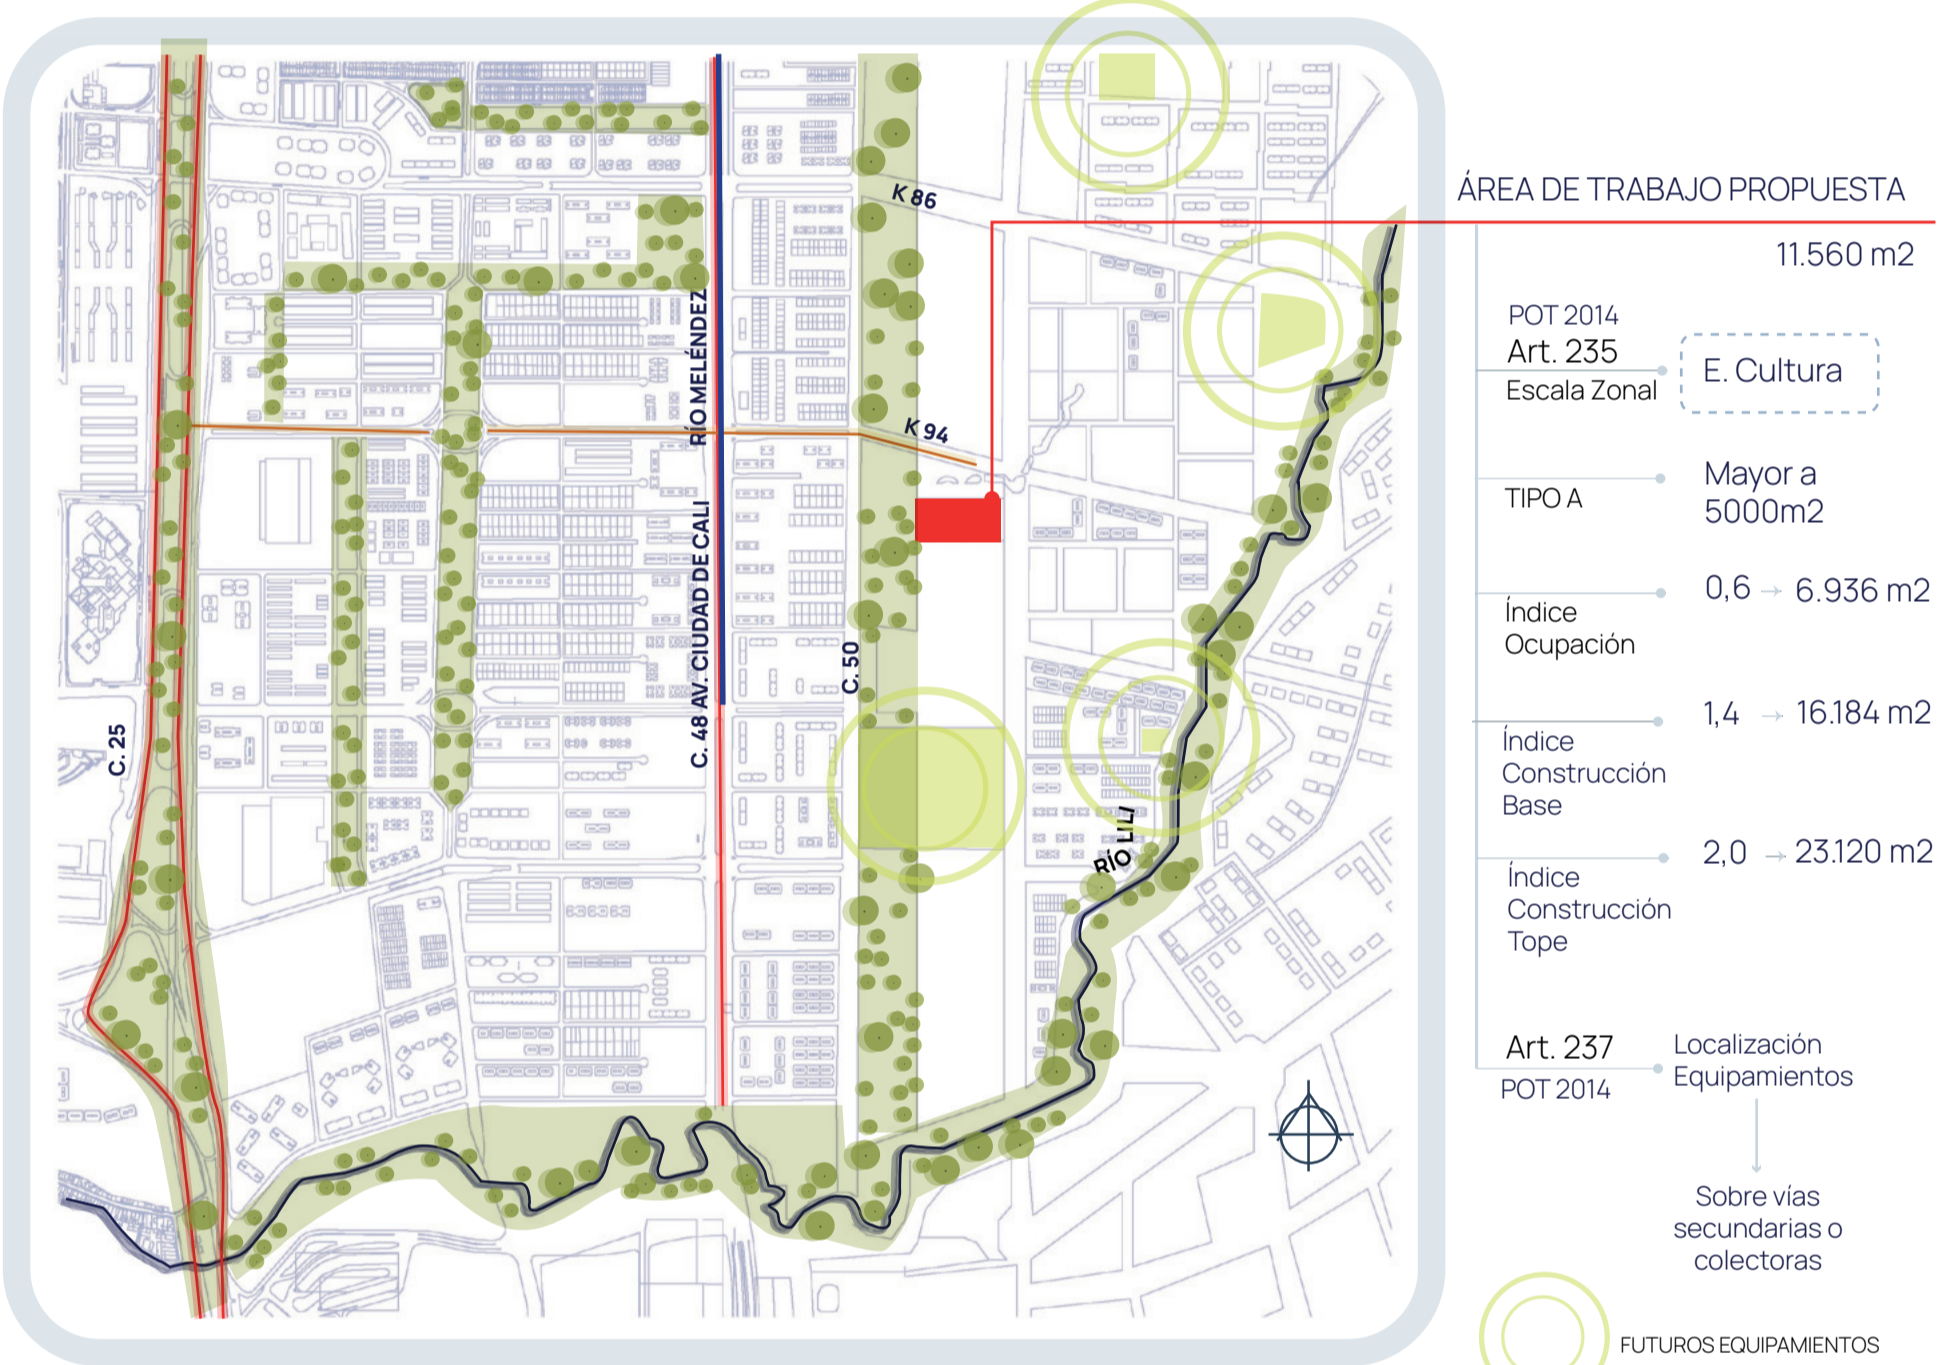 K 86
K 94
RÍO MELÉNDEZ
C. 48 AV. CIUDAD DE CALI
C. 50
C. 25
RÍO LILI
ÁREA DE TRABAJO PROPUESTA
11.560 m2
POT 2014
Art. 235
Escala Zonal
E. Cultura
TIPO A
Mayor a
5000m2
Índice
Ocupación
0,6 → 6.936 m2
Índice
Construcción
Base
1,4 → 16.184 m2
Índice
Construcción
Tope
2,0 → 23.120 m2
Art. 237
POT 2014
Localización
Equipamientos
Sobre vías
secundarias o
colectoras
FUTUROS EQUIPAMIENTOS